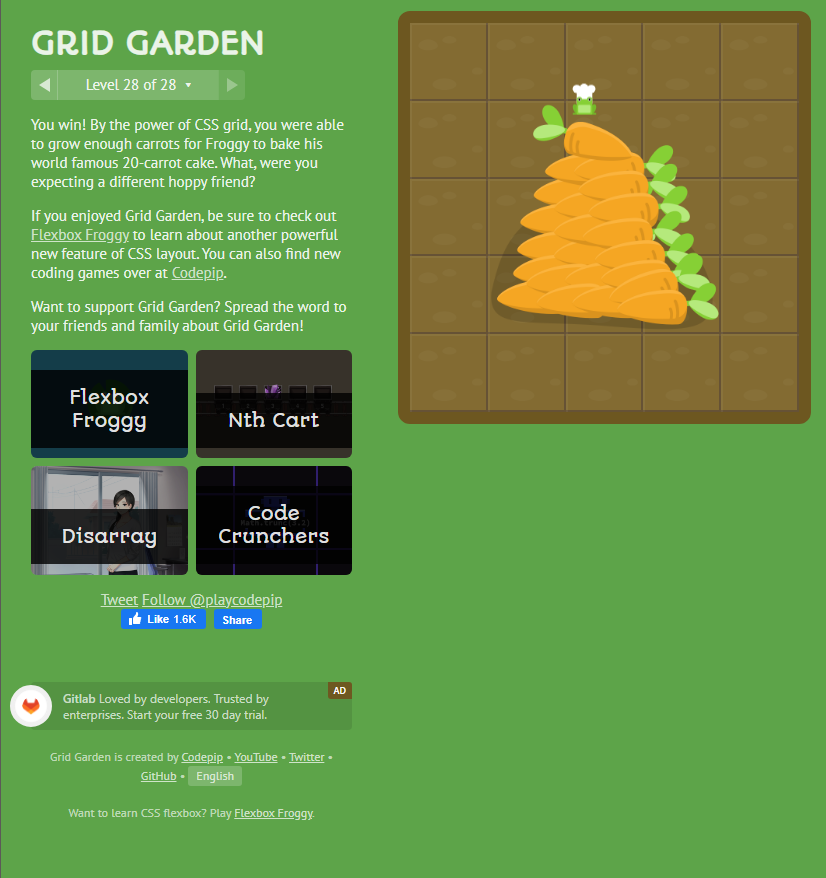 GRID GARDEN
Level 28 of 28
You win! By the power of CSS grid, you were able
to grow enough carrots for Froggy to bake his
world famous 20-carrot cake. What, were you
expecting a different hoppy friend?
If you enjoyed Grid Garden, be sure to check out
Flexbox Froggy to learn about another powerful
new feature of CSS layout. You can also find new
coding games over at Codepip.
Want to support Grid Garden? Spread the word to
your friends and family about Grid Garden!
Flexbox
Froggy
Nth Cart
Disarray
Code
Crunchers
Tweet Follow @playcodepip
Like 1.6K Share
AD
Gitlab Loved by developers. Trusted by
enterprises. Start your free 30 day trial.
Grid Garden is created by Codepip • YouTube • Twitter •
GitHub • English
Want to learn CSS flexbox? Play Flexbox Froggy.